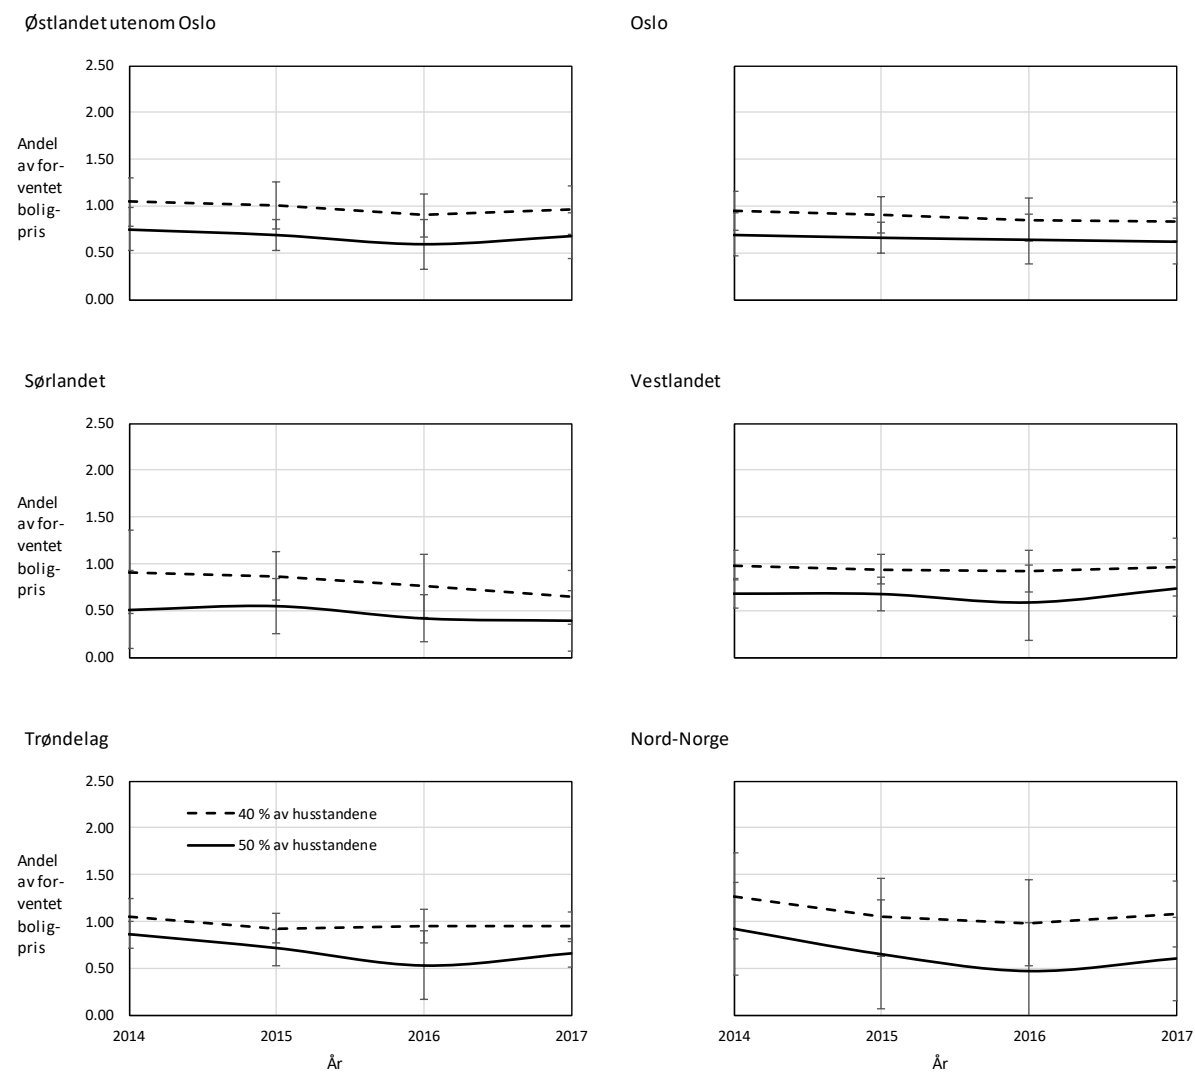 Østlandet utenom Oslo
Oslo
2.50
2.00
1.50
1.00
0.50
0.00
Andel
av for-
ventet
bolig-
pris
Sørlandet
Vestlandet
2.50
2.00
1.50
1.00
0.50
0.00
Andel
av for-
ventet
bolig-
pris
Trøndelag
Nord-Norge
2.50
2.00
1.50
1.00
0.50
0.00
Andel
av for-
ventet
bolig-
pris
40 % av husstandene
50 % av husstandene
2014 2015 2016 2017
År
2014 2015 2016 2017
År